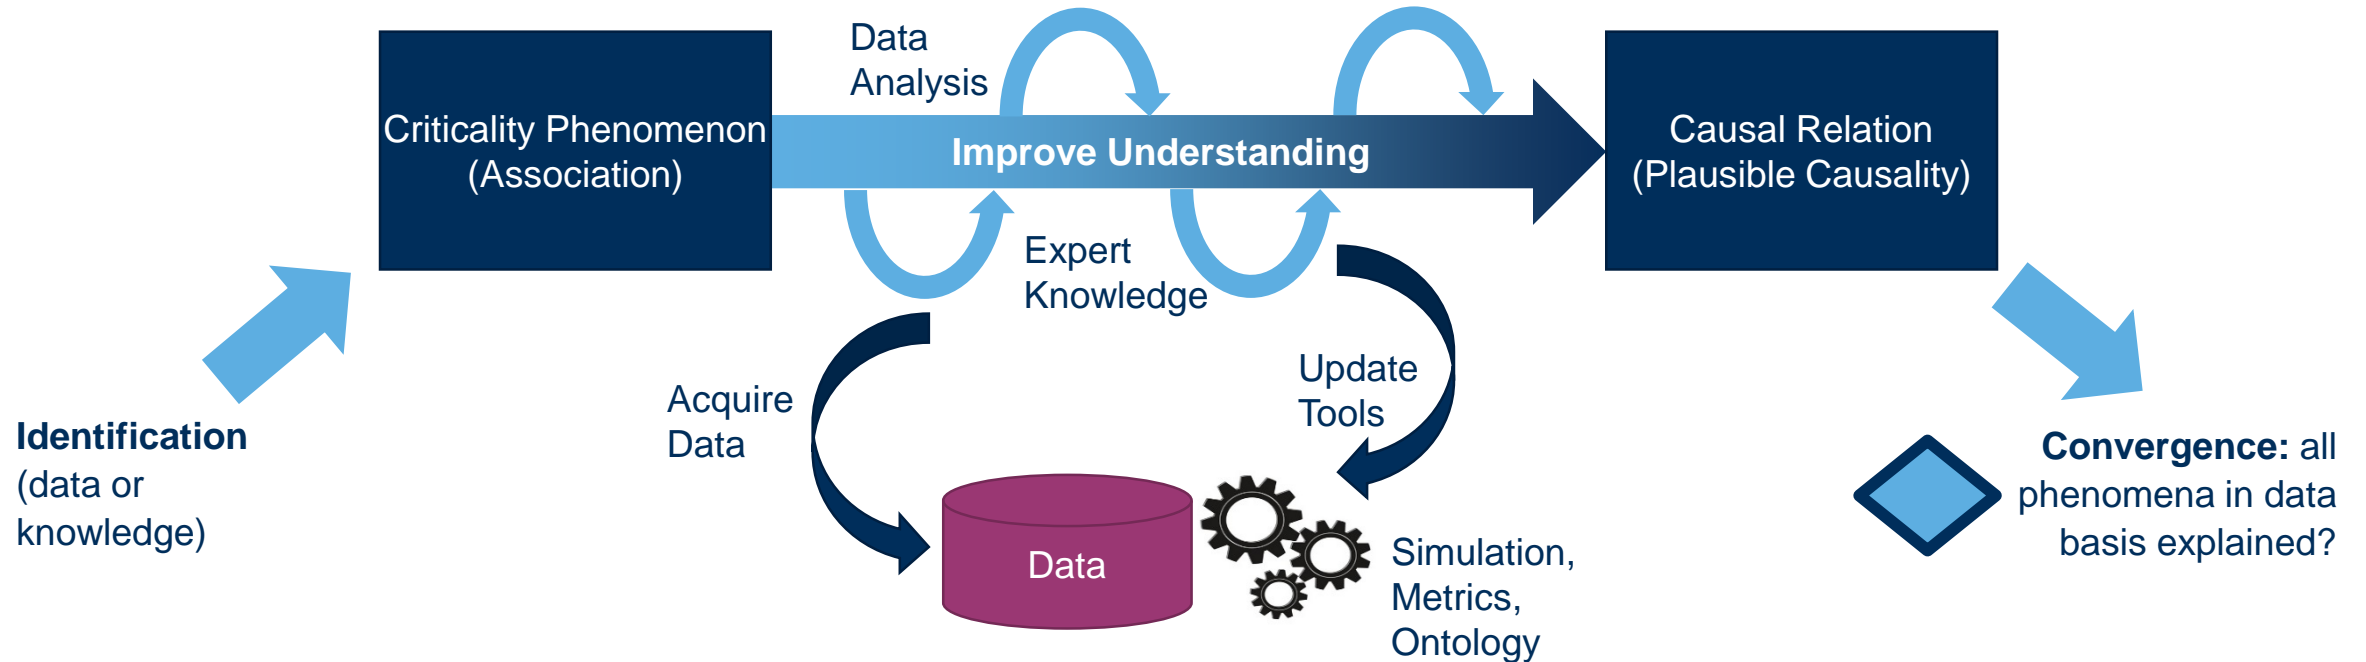 Data
Analysis
Criticality Phenomenon
(Association)
Improve Understanding
Causal Relation
(Plausible Causality)
Expert
Knowledge
Acquire
Data
Update
Tools
Identification
(data or
knowledge)
Data
Simulation,
Metrics,
Ontology
Convergence: all
phenomena in data
basis explained?